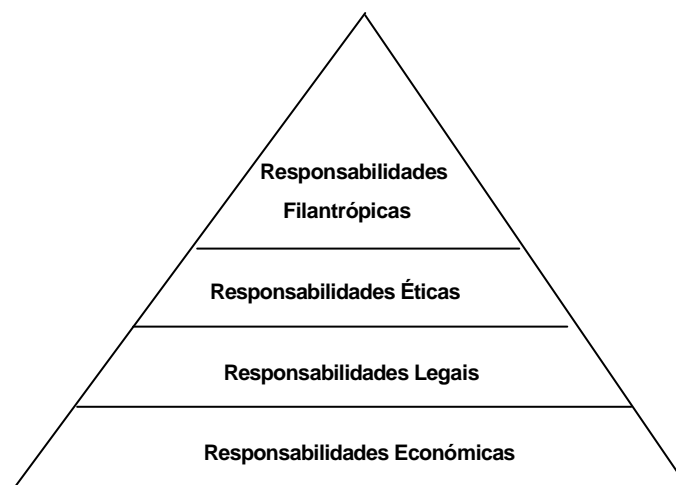 Responsabilidades
Filantrópicas
Responsabilidades Éticas
Responsabilidades Legais
Responsabilidades Económicas